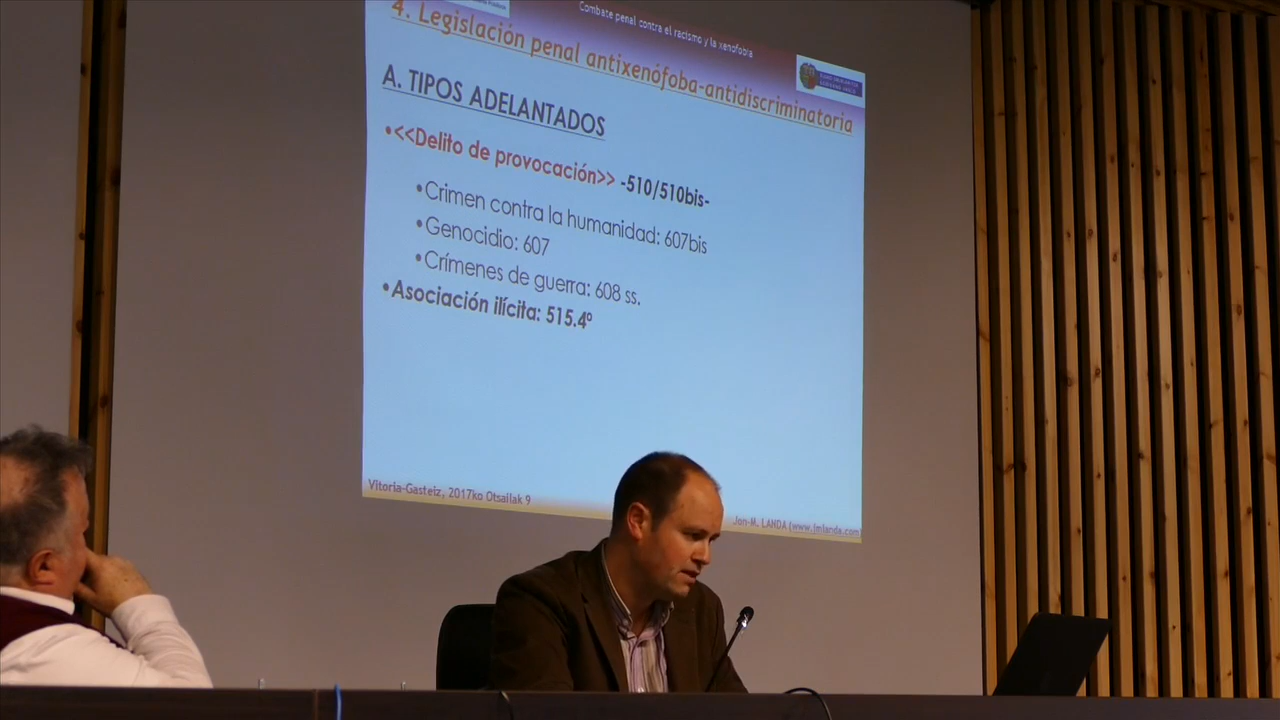 Combate penal contra el racismo y la xenofobia
4. Legislación penal antixenófoba-antidiscriminatoria
A. TIPOS ADELANTADOS
•<<Delito de provocación>> -510/510bis-
•Crimen contra la humanidad: 607bis
•Genocidio: 607
•Crímenes de guerra: 608 ss.
•Asociación ilícita: 515.4º
Vitoria-Gasteiz, 2017ko Otsailak 9
Jon-M. LANDA (www.jmlanda.com)